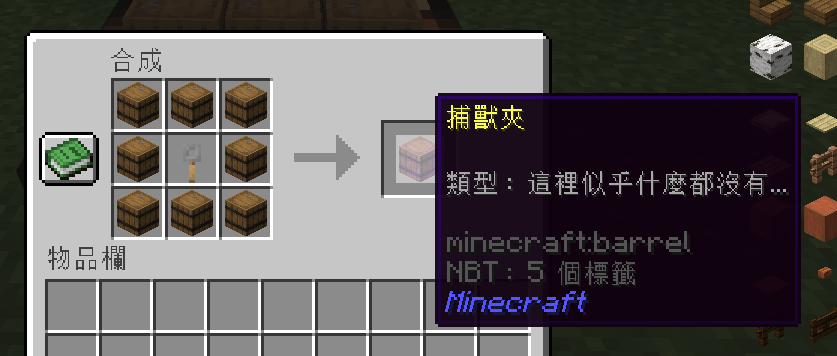 合成
捕獸夾
類型：這裡似乎什麼都沒有...
minecraft:barrel
NBT：5 個標籤
Minecraft
物品欄